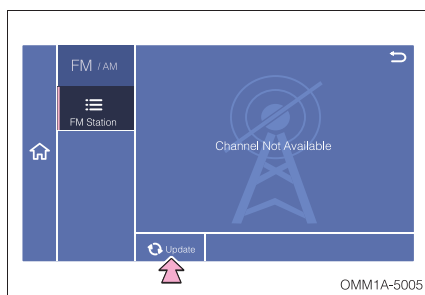 FM / AM
FM Station
Channel Not Available
Update
OMM1A-5005